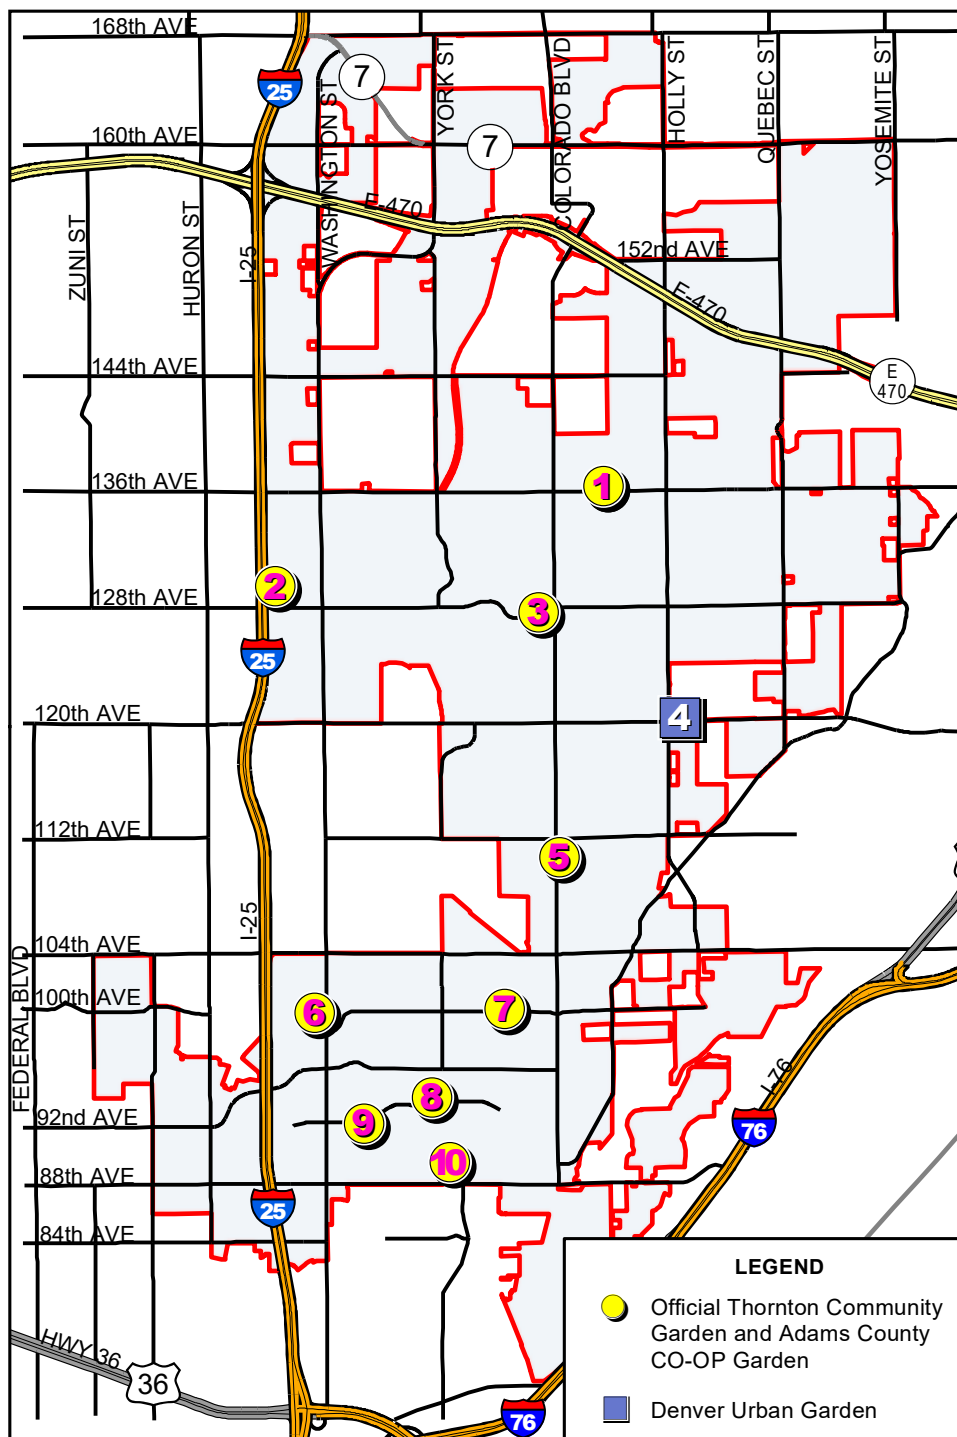 168th AVE
YORK ST
COLORADO BLVD
HOLLY ST
QUEBEC ST
YOSEMITE ST
7
25
WASHINGTON ST
160th AVE
7
E-470
ZUNI ST
HURON ST
I-25
152nd AVE
E-470
144th AVE
E
470
136th AVE
1
2
128th AVE
3
25
120th AVE
4
112th AVE
5
I-25
104th AVE
FEDERAL BLVD
100th AVE
6
7
I-76
92nd AVE
8
9
76
10
88th AVE
25
84th AVE
HWY 36
36
76
LEGEND
Official Thornton Community
Garden and Adams County
CO-OP Garden
Denver Urban Garden